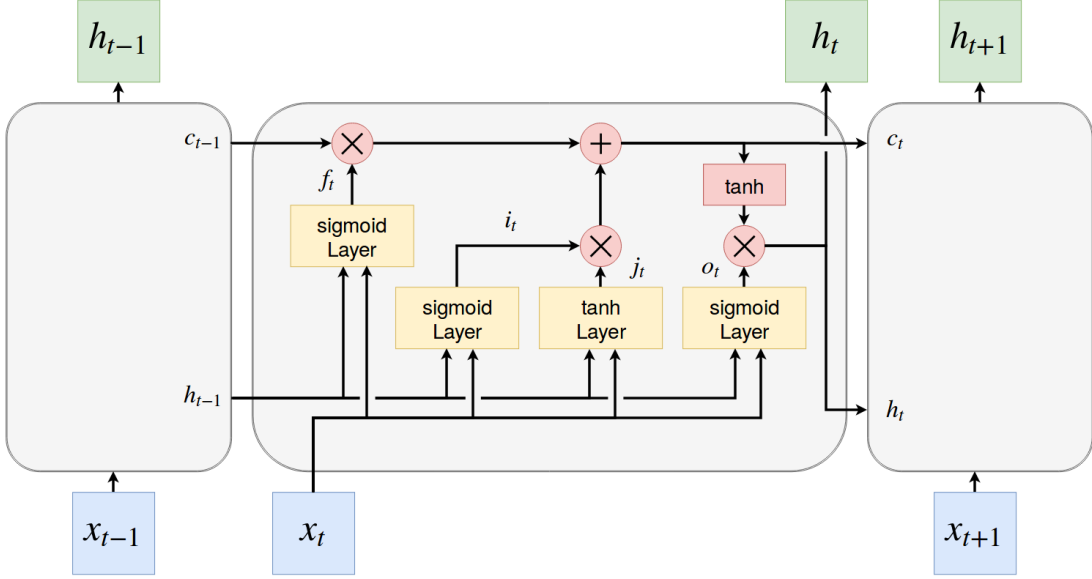 h_{t−1}
h_t
h_{t+1}
c_{t−1}
c_t
f_t
tanh
sigmoid
Layer
i_t
j_t
o_t
sigmoid
Layer
tanh
Layer
sigmoid
Layer
h_{t−1}
h_t
x_{t−1}
x_t
x_{t+1}